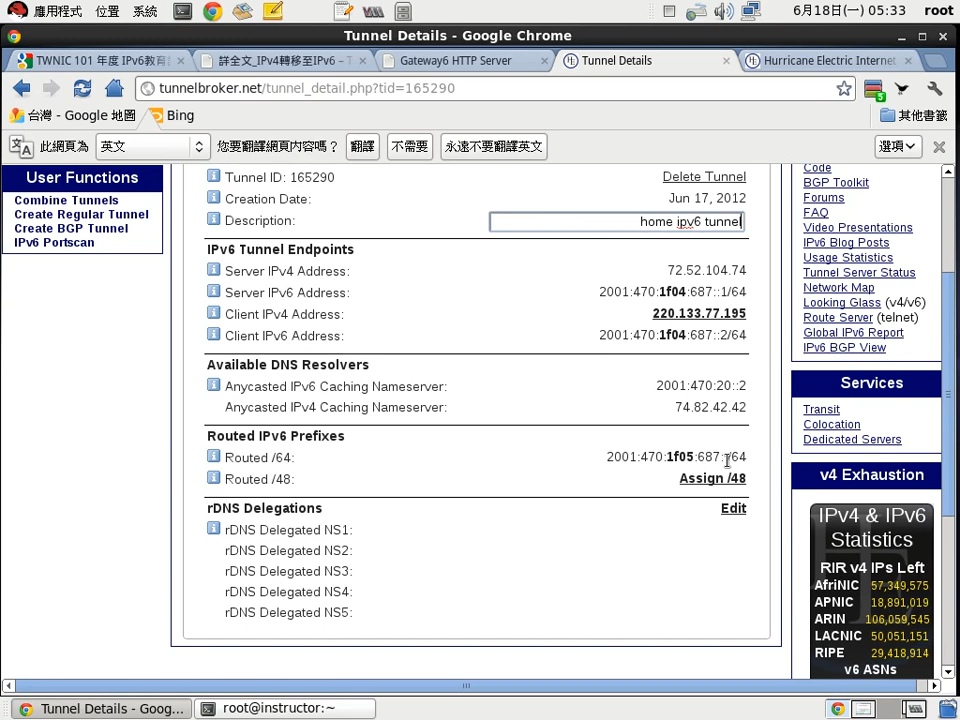 應用程式 位置 系統 6月18日(一) 05:33 root
Tunnel Details - Google Chrome
TWNIC 101 年度 IPv6教育 詳全文_IPv4轉移至IPv6 – T Gateway6 HTTP Server Tunnel Details Hurricane Electric Internet
tunnelbroker.net/tunnel_detail.php?tid=165290
5
台灣 - Google 地圖 Bing 其他書籤
此網頁為 英文 您要翻譯網頁內容嗎？ 翻譯 不需要 永遠不要翻譯英文 選項
User Functions
Combine Tunnels
Create Regular Tunnel
Create BGP Tunnel
IPv6 Portscan
Tunnel ID: 165290 Delete Tunnel
Creation Date: Jun 17, 2012
Description: home ipv6 tunnel
IPv6 Tunnel Endpoints
Server IPv4 Address: 72.52.104.74
Server IPv6 Address: 2001:470:1f04:687::1/64
Client IPv4 Address: 220.133.77.195
Client IPv6 Address: 2001:470:1f04:687::2/64
Available DNS Resolvers
Anycasted IPv6 Caching Nameserver: 2001:470:20::2
Anycasted IPv4 Caching Nameserver: 74.82.42.42
Routed IPv6 Prefixes
Routed /64: 2001:470:1f05:687::/64
Routed /48: Assign /48
rDNS Delegations Edit
rDNS Delegated NS1:
rDNS Delegated NS2:
rDNS Delegated NS3:
rDNS Delegated NS4:
rDNS Delegated NS5:
Code
BGP Toolkit
Forums
FAQ
Video Presentations
IPv6 Blog Posts
Usage Statistics
Tunnel Server Status
Network Map
Looking Glass (v4/v6)
Route Server (telnet)
Global IPv6 Report
IPv6 BGP View
Services
Transit
Colocation
Dedicated Servers
v4 Exhaustion
IPv4 & IPv6
Statistics
RIR v4 IPs Left
AfriNIC 57,349,575
APNIC 18,891,019
ARIN 106,059,545
LACNIC 50,051,151
RIPE 29,418,914
v6 ASNs
Tunnel Details - Goog... root@instructor:~